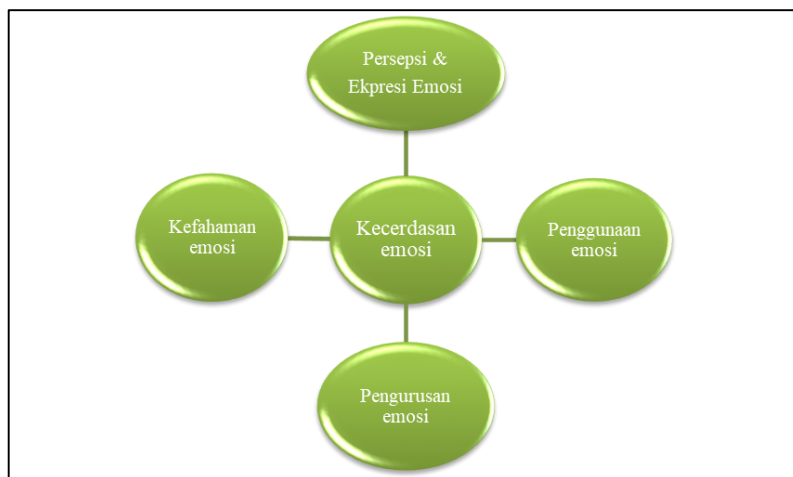 Persepsi &
Ekpresi Emosi
Kefahaman
emosi
Kecerdasan
emosi
Penggunaan
emosi
Pengurusan
emosi